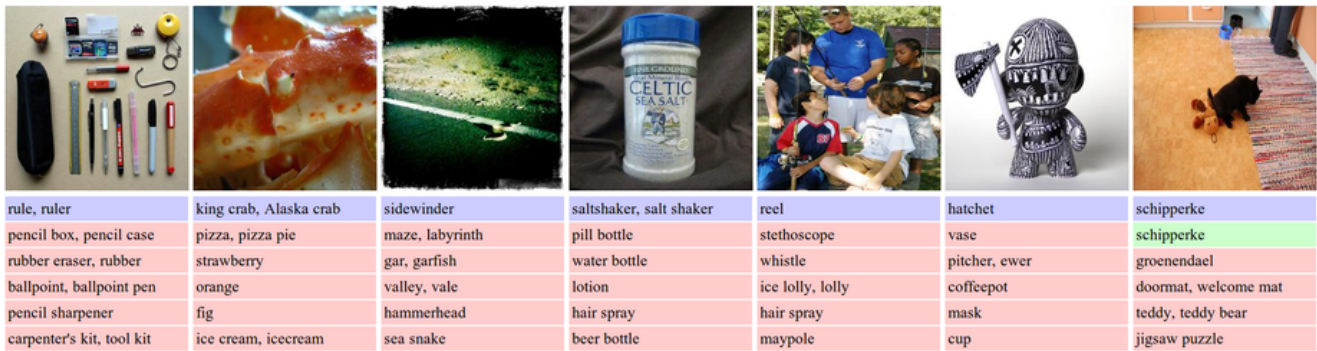 FINE GROUND
CELTIC
SEA SALT
rule, ruler
pencil box, pencil case
rubber eraser, rubber
ballpoint, ballpoint pen
pencil sharpener
carpenter's kit, tool kit
king crab, Alaska crab
pizza, pizza pie
strawberry
orange
fig
ice cream, icecream
sidewinder
maze, labyrinth
gar, garfish
valley, vale
hammerhead
sea snake
saltshaker, salt shaker
pill bottle
water bottle
lotion
hair spray
beer bottle
reel
stethoscope
whistle
ice lolly, lolly
hair spray
maypole
hatchet
vase
pitcher, ewer
coffeepot
mask
cup
schipperke
schipperke
groenendael
doormat, welcome mat
teddy, teddy bear
jigsaw puzzle